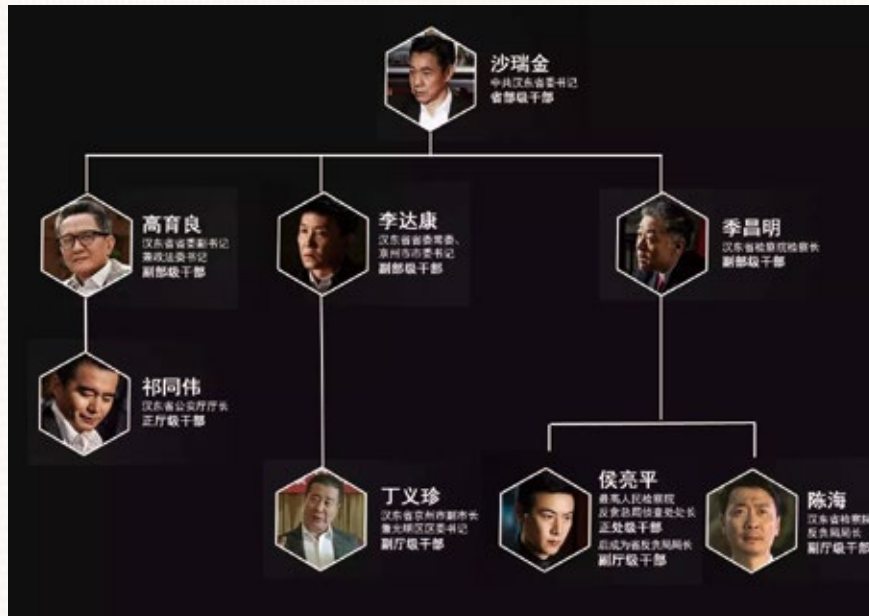 沙瑞金
中共汉东省委书记
省部级干部
高育良
汉东省省委副书记
兼政法委书记
副部级干部
李达康
汉东省省委常委、
京州市市委书记
副部级干部
季昌明
汉东省检察院检察长
副部级干部
祁同伟
汉东省公安厅厅长
正厅级干部
丁义珍
汉东省京州市副市长
兼光明区区委书记
副厅级干部
侯亮平
最高人民检察院
反贪总局侦查处处长
正处级干部
后成为省反贪局局长
副厅级干部
陈海
汉东省检察院
反贪局局长
副厅级干部